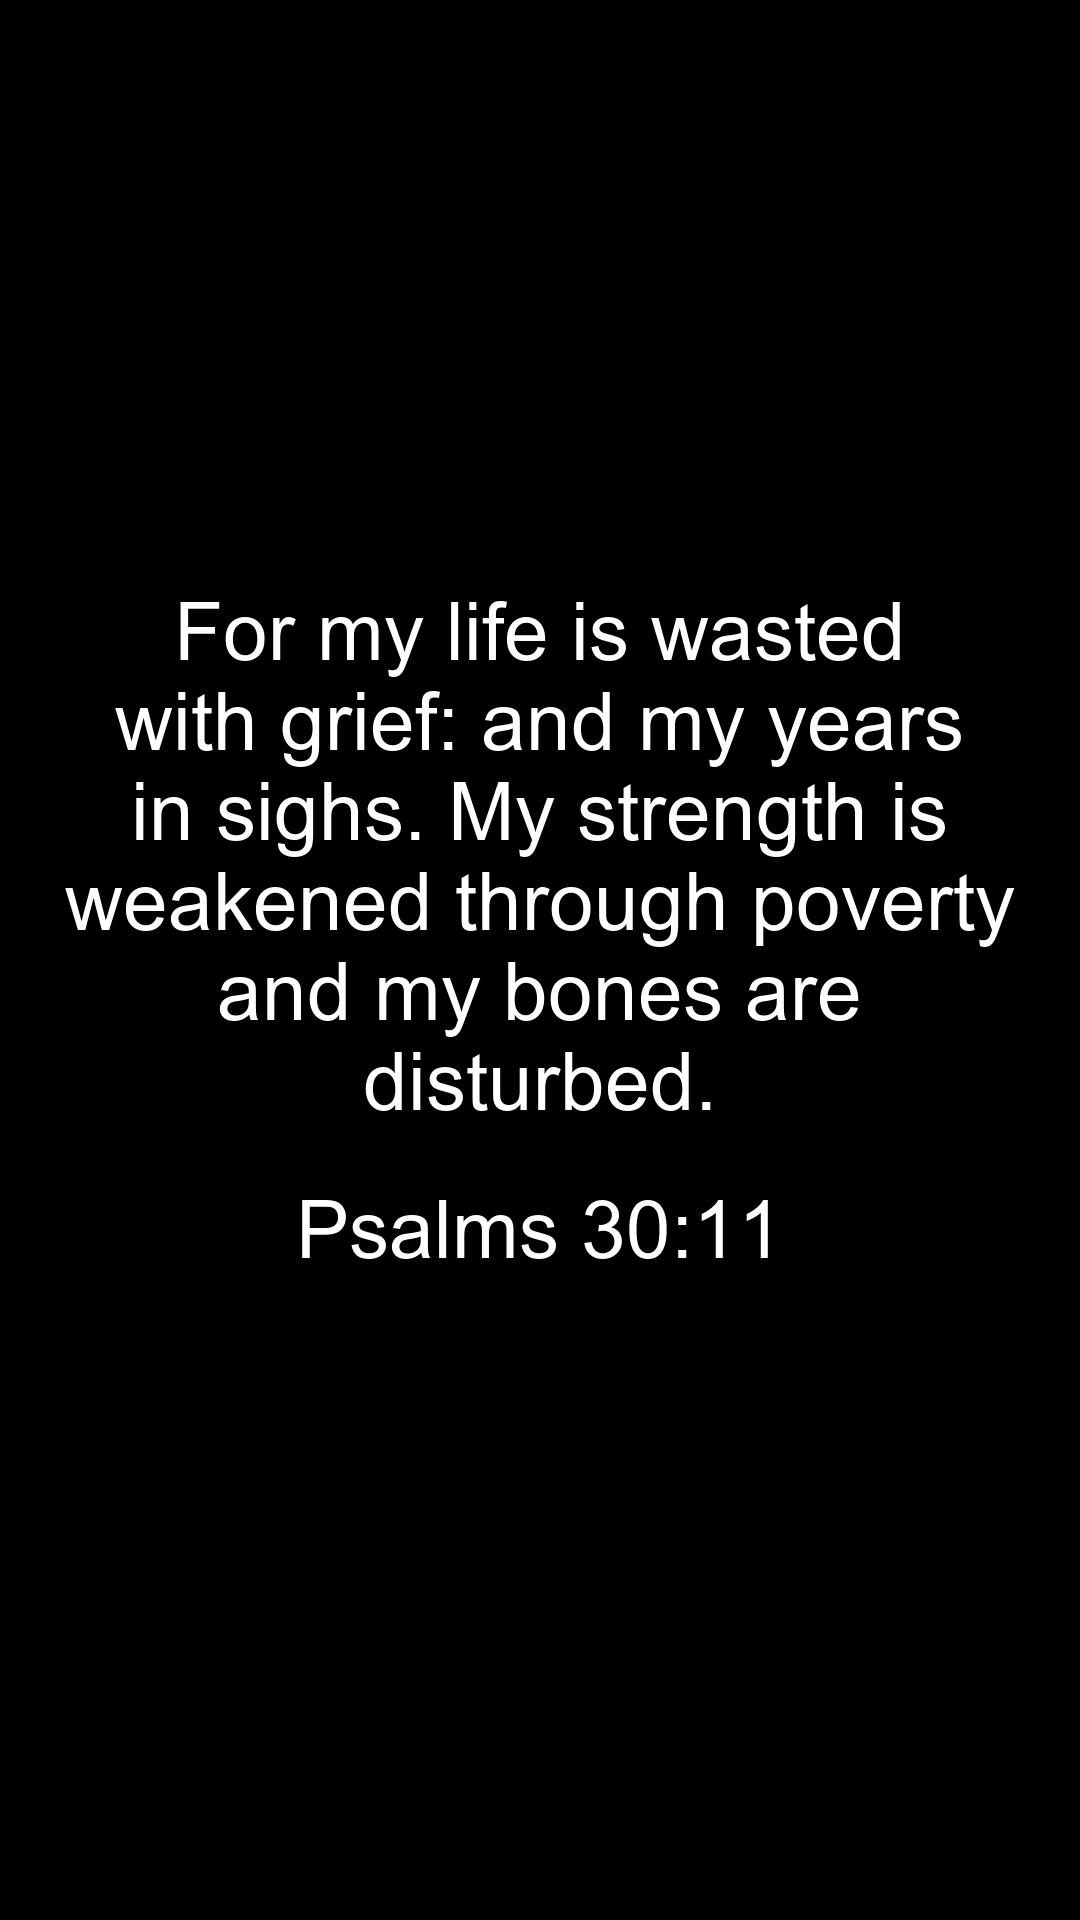 For my life is wasted
with grief: and my years
in sighs. My strength is
weakened through poverty
and my bones are
disturbed.
Psalms 30:11